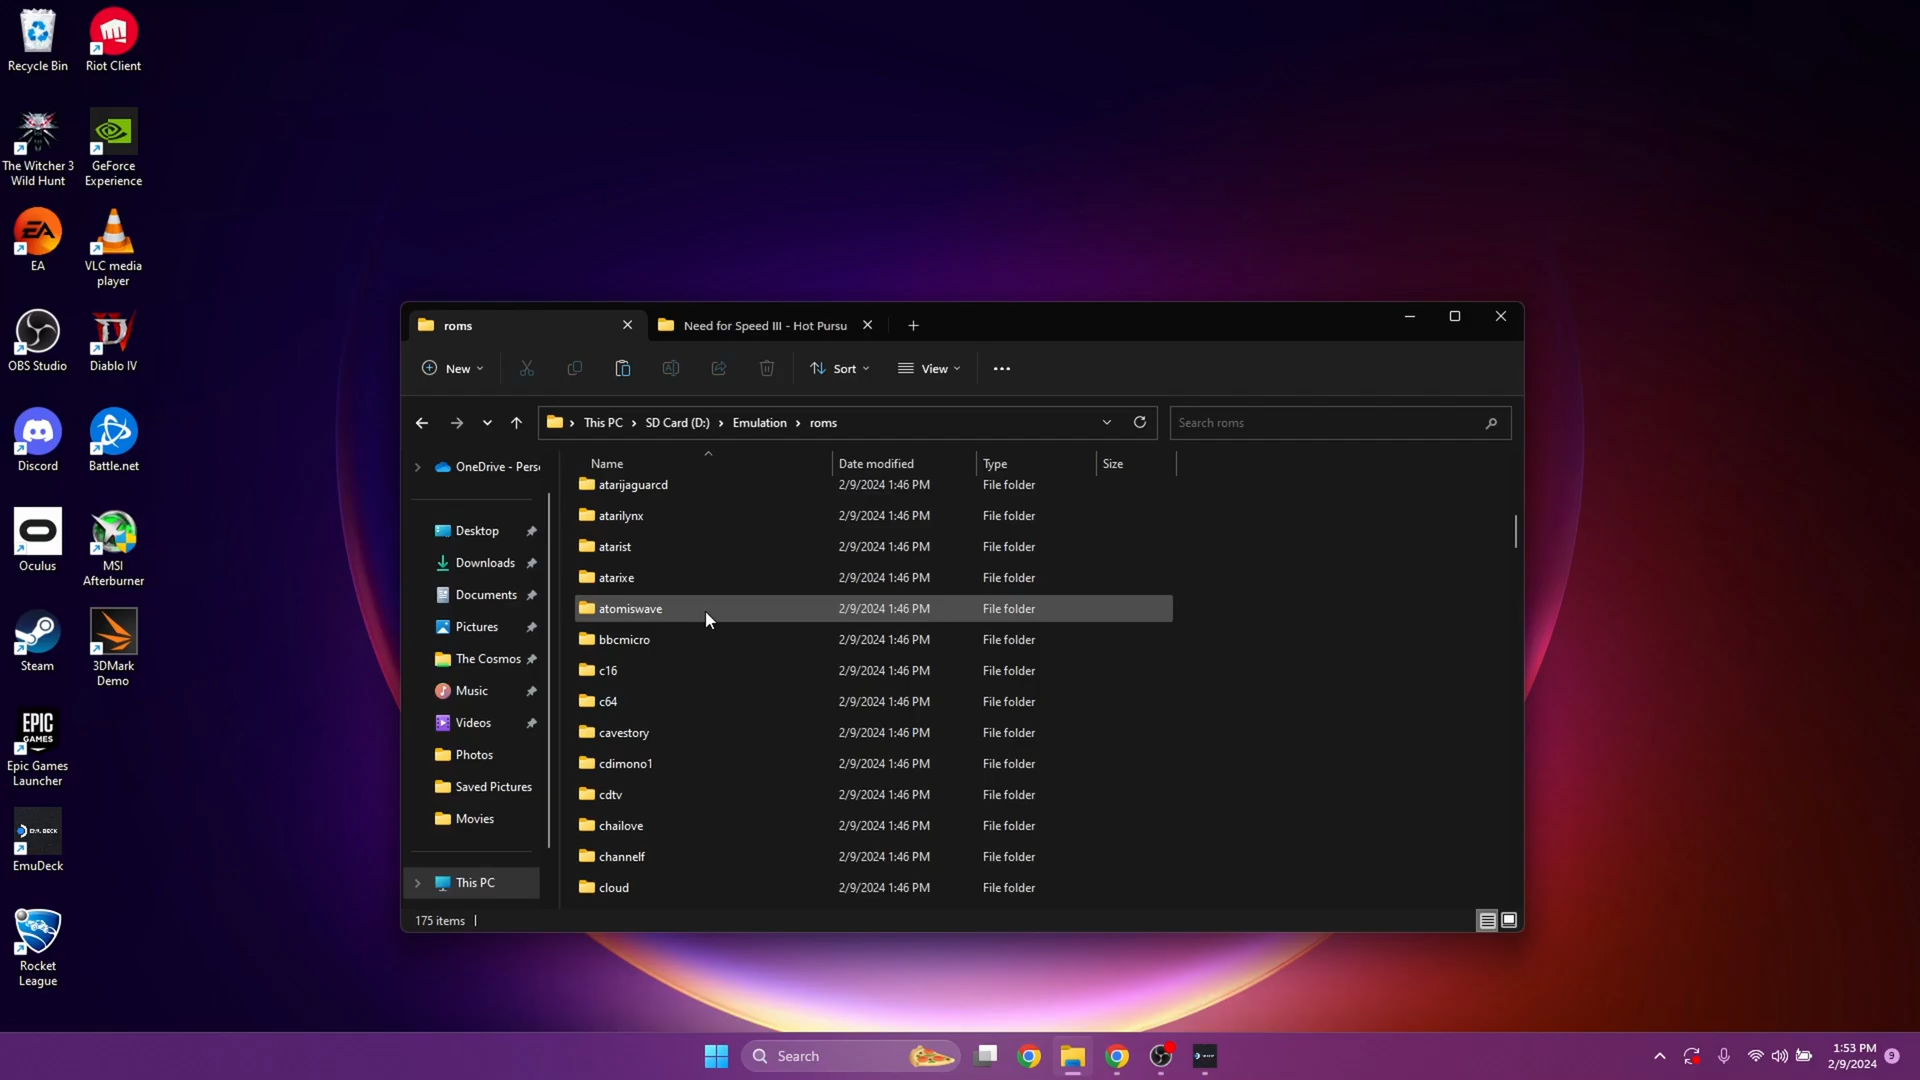 Recycle Bin
Riot Client
The Witcher 3
Wild Hunt
GeForce
Experience
EA
EA
VLC media
player
OBS Studio
Diablo IV
Discord
Battle.net
Oculus
MSI
Afterburner
Steam
3DMark
Demo
EPIC
GAMES
Epic Games
Launcher
EmuDeck
Rocket
League
roms
Need for Speed III - Hot Pursu
New
Sort
View
This PC
SD Card (D:)
Emulation
roms
Search roms
Name
Date modified
Type
Size
OneDrive - Pers
Desktop
Downloads
Documents
Pictures
The Cosmos
Music
Videos
Photos
Saved Pictures
Movies
This PC
atarijaguarcd 2/9/2024 1:46 PM File folder
atarilynx 2/9/2024 1:46 PM File folder
atarist 2/9/2024 1:46 PM File folder
atarixe 2/9/2024 1:46 PM File folder
atomiswave 2/9/2024 1:46 PM File folder
bbcmicro 2/9/2024 1:46 PM File folder
c16 2/9/2024 1:46 PM File folder
c64 2/9/2024 1:46 PM File folder
cavestory 2/9/2024 1:46 PM File folder
cdimono1 2/9/2024 1:46 PM File folder
cdtv 2/9/2024 1:46 PM File folder
chailove 2/9/2024 1:46 PM File folder
channelf 2/9/2024 1:46 PM File folder
cloud 2/9/2024 1:46 PM File folder
175 items
Search
1:53 PM
2/9/2024
9